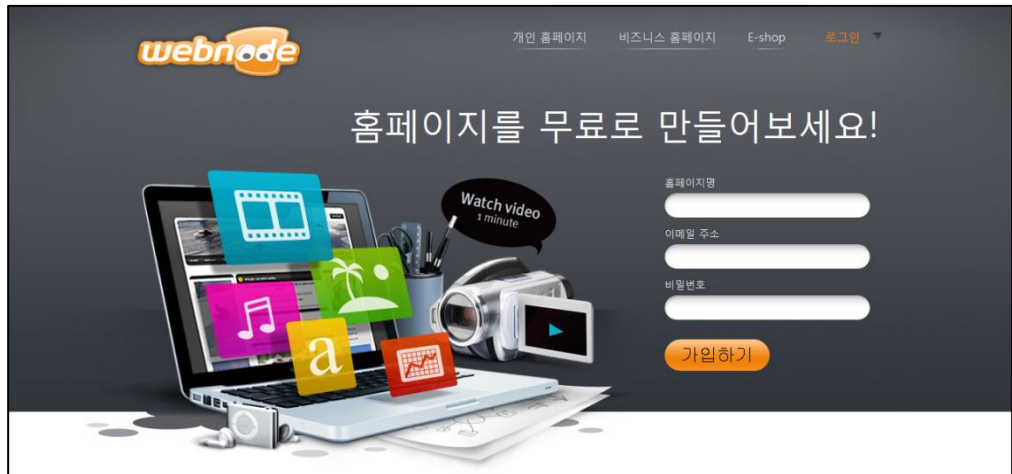 webnode
개인 홈페이지 비즈니스 홈페이지 E-shop 로그인
홈페이지를 무료로 만들어보세요!
홈페이지명
Watch video
1 minute
이메일 주소
비밀번호
가입하기
a